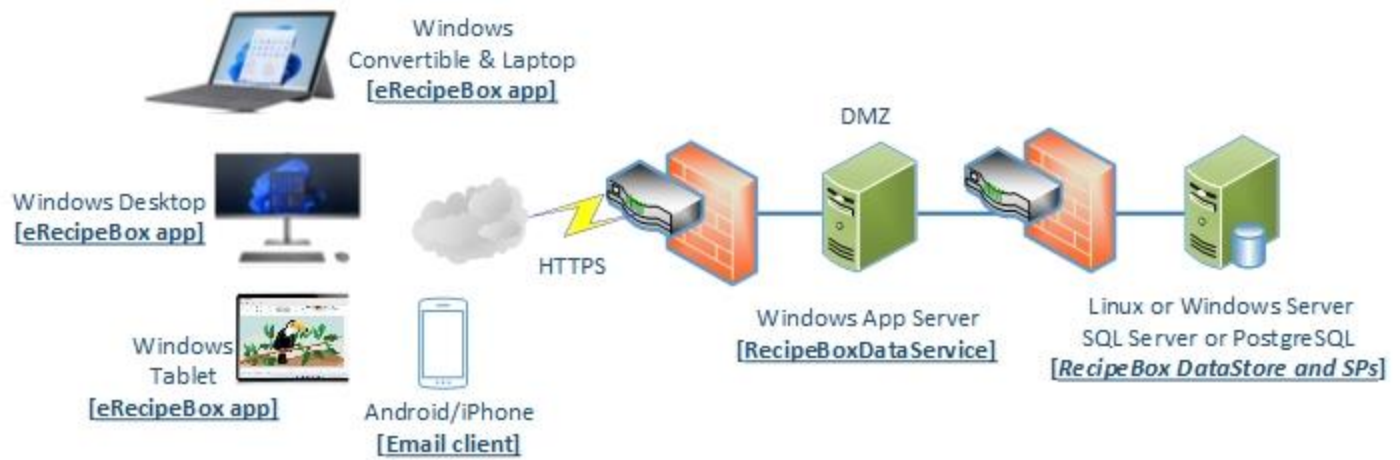 Windows
Convertible & Laptop
[eRecipeBox app]
Windows Desktop
[eRecipeBox app]
Windows
Tablet
[eRecipeBox app]
Android/iPhone
[Email client]
HTTPS
DMZ
Windows App Server
[RecipeBoxDataService]
Linux or Windows Server
SQL Server or PostgreSQL
[RecipeBox DataStore and SPs]